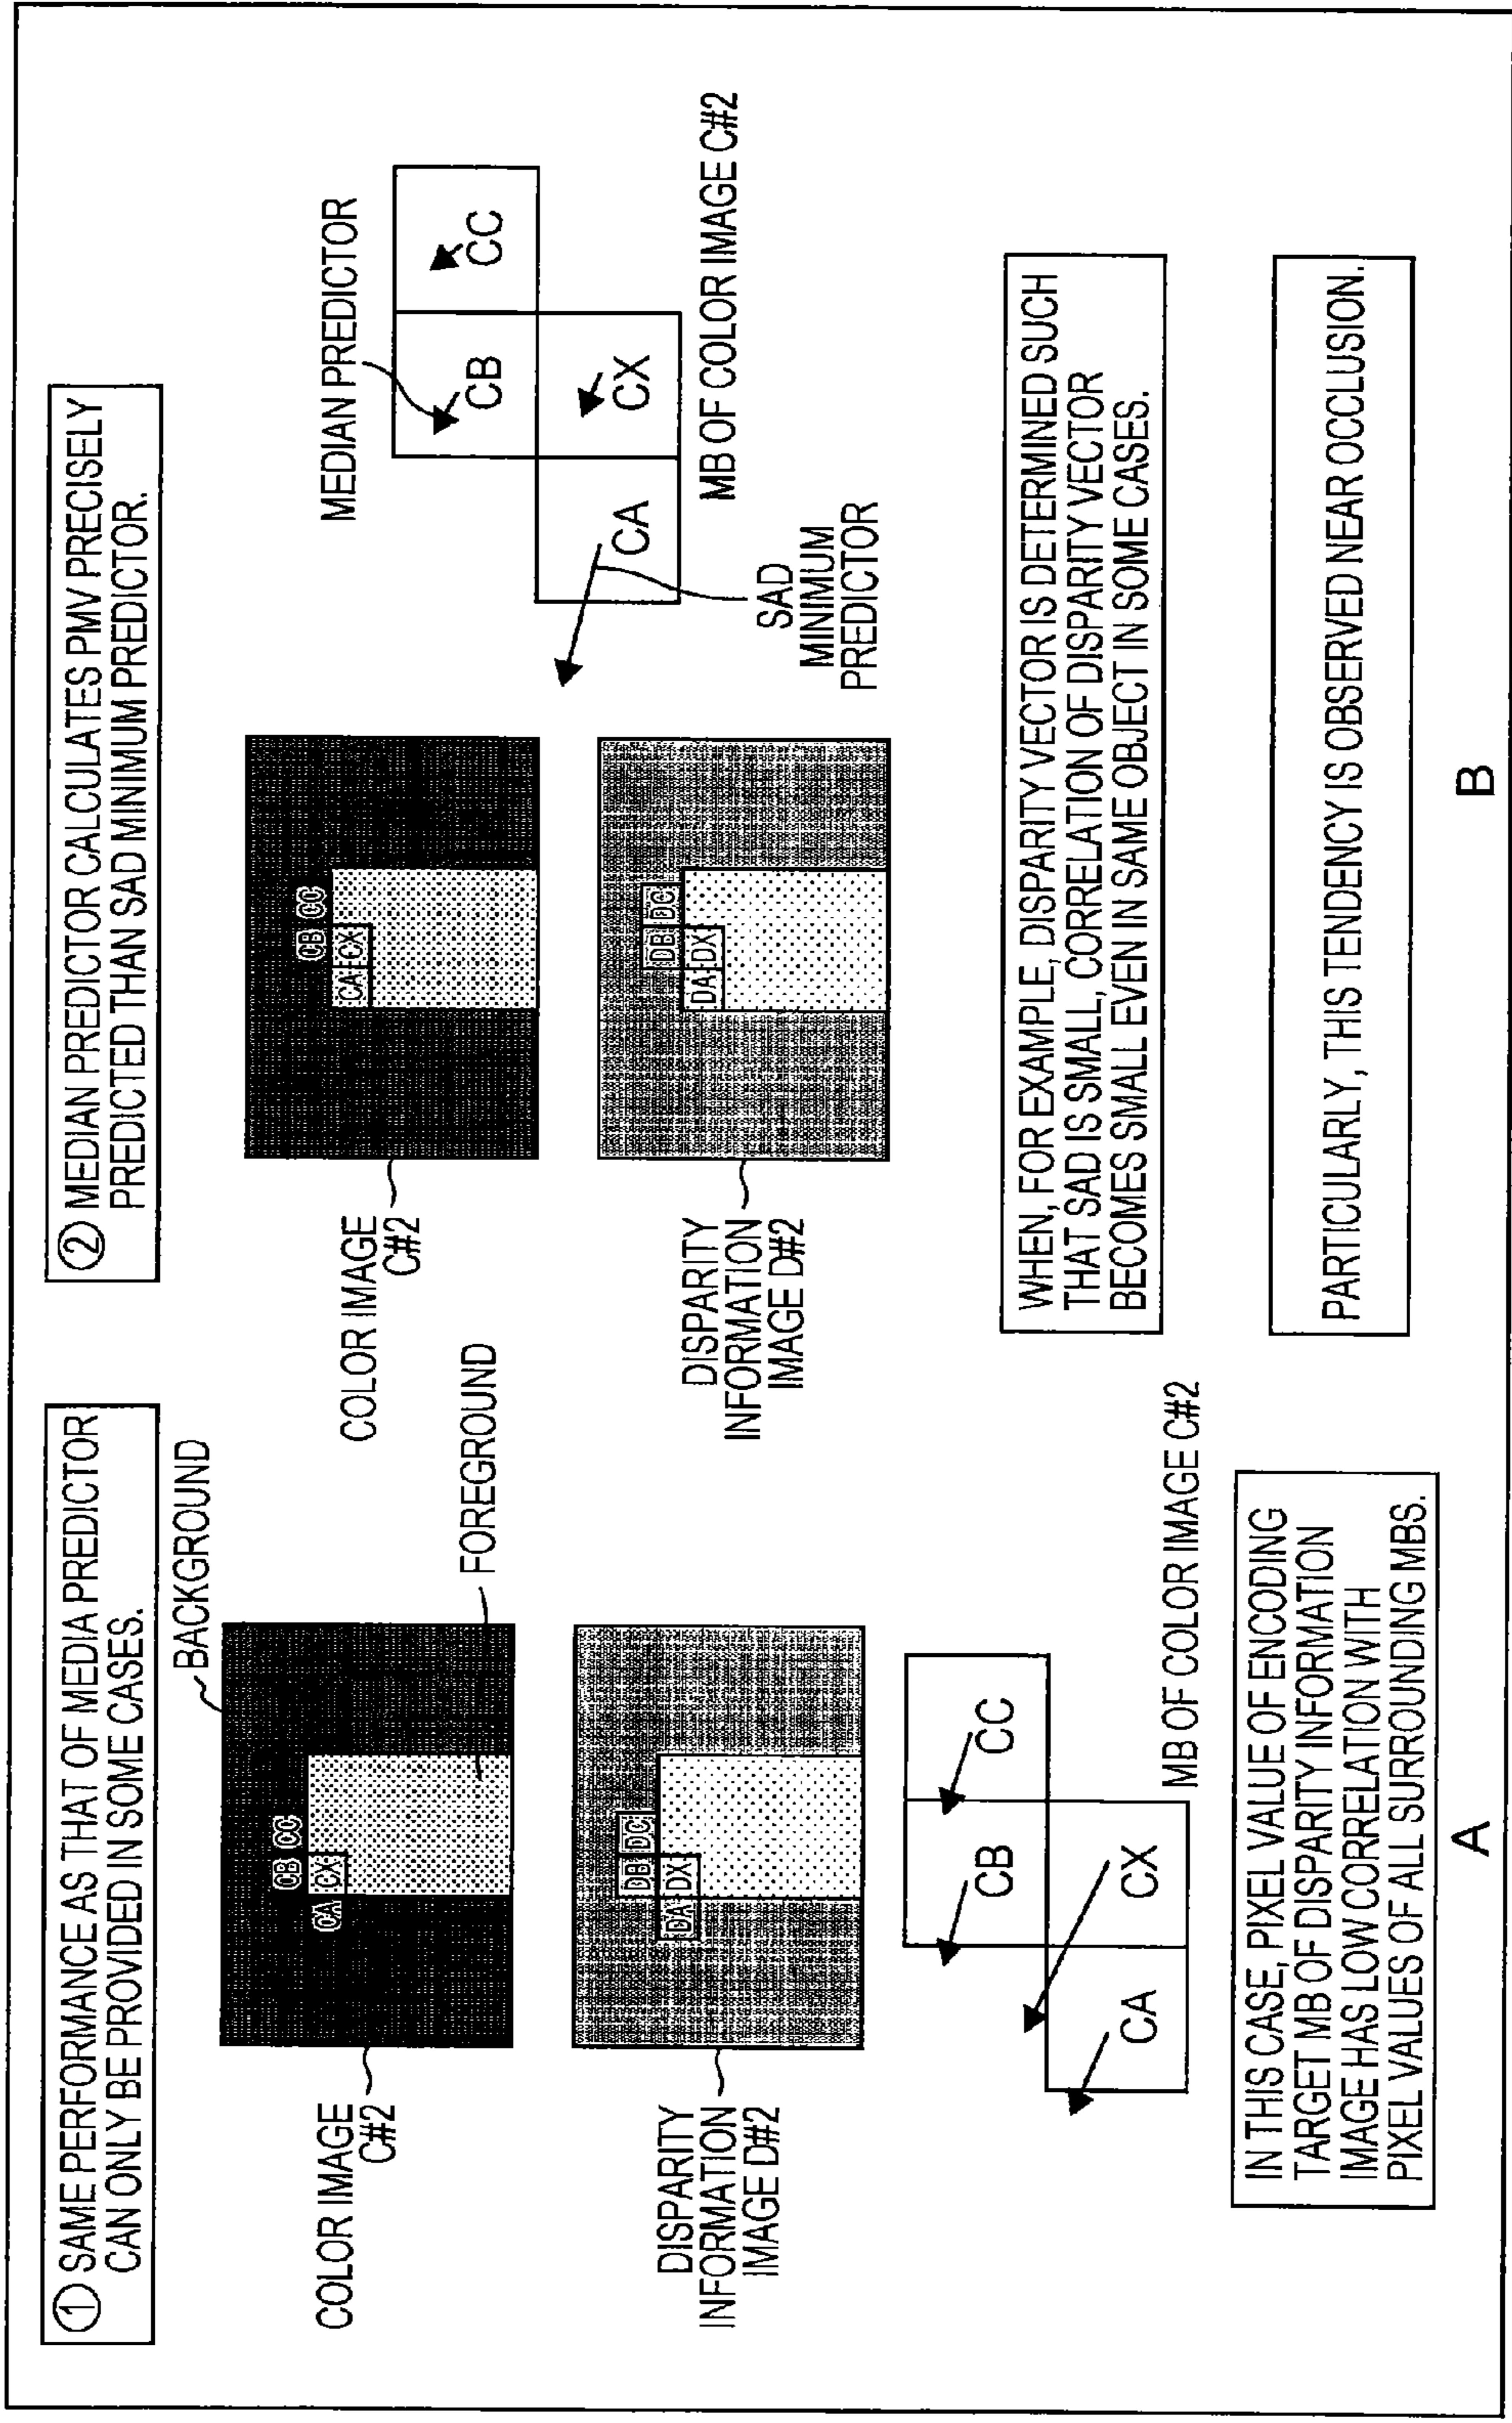 ① SAME PERFORMANCE AS THAT OF MEDIA PREDICTOR
CAN ONLY BE PROVIDED IN SOME CASES.
BACKGROUND
COLOR IMAGE
C#2
CB CC
CA CX
FOREGROUND
DISPARITY
INFORMATION
IMAGE D#2
DB DC
DA DX
CB CC
CA CX
MB OF COLOR IMAGE C#2
IN THIS CASE, PIXEL VALUE OF ENCODING
TARGET MB OF DISPARITY INFORMATION
IMAGE HAS LOW CORRELATION WITH
PIXEL VALUES OF ALL SURROUNDING MBS.
A
② MEDIAN PREDICTOR CALCULATES PMV PRECISELY
PREDICTED THAN SAD MINIMUM PREDICTOR.
COLOR IMAGE
C#2
CB CC
CA CX
DISPARITY
INFORMATION
IMAGE D#2
DB DC
DA DX
MEDIAN PREDICTOR
CB CC
CA CX
SAD
MINIMUM
PREDICTOR
MB OF COLOR IMAGE C#2
WHEN, FOR EXAMPLE, DISPARITY VECTOR IS DETERMINED SUCH
THAT SAD IS SMALL, CORRELATION OF DISPARITY VECTOR
BECOMES SMALL EVEN IN SAME OBJECT IN SOME CASES.
PARTICULARLY, THIS TENDENCY IS OBSERVED NEAR OCCLUSION.
B